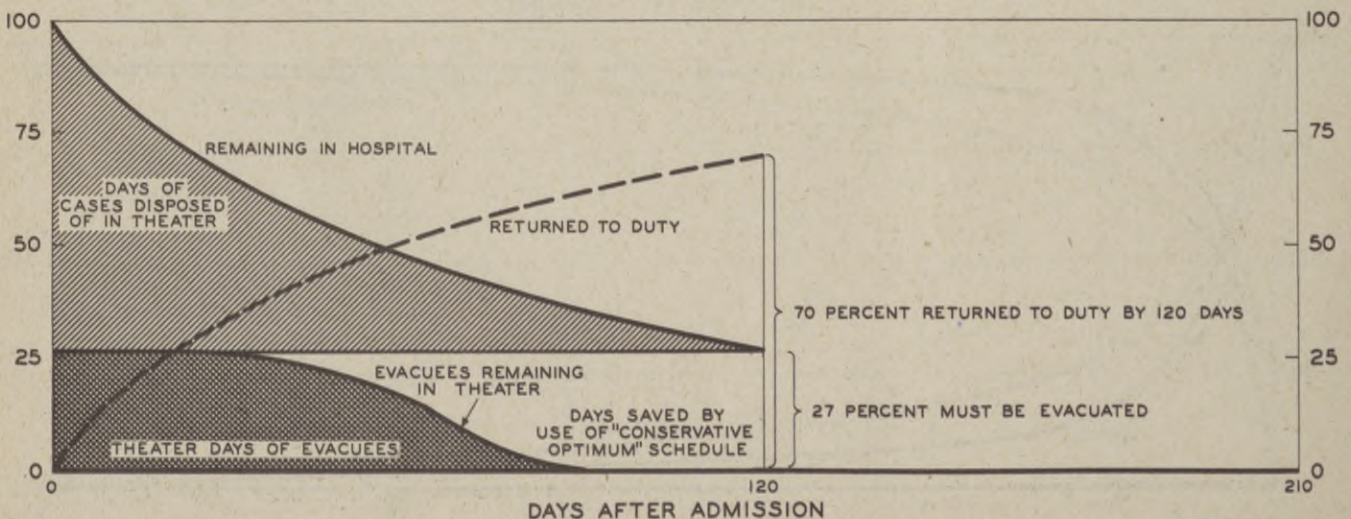 100
100
75
75
REMAINING IN HOSPITAL
DAYS OF
CASES DISPOSED
OF IN THEATER
RETURNED TO DUTY
50
50
70 PERCENT RETURNED TO DUTY BY 120 DAYS
25
25
EVACUEES REMAINING
IN THEATER
27 PERCENT MUST BE EVACUATED
DAYS SAVED BY
USE OF "CONSERVATIVE
OPTIMUM" SCHEDULE
THEATER DAYS OF EVACUEES
0
0
0
120
210
DAYS AFTER ADMISSION